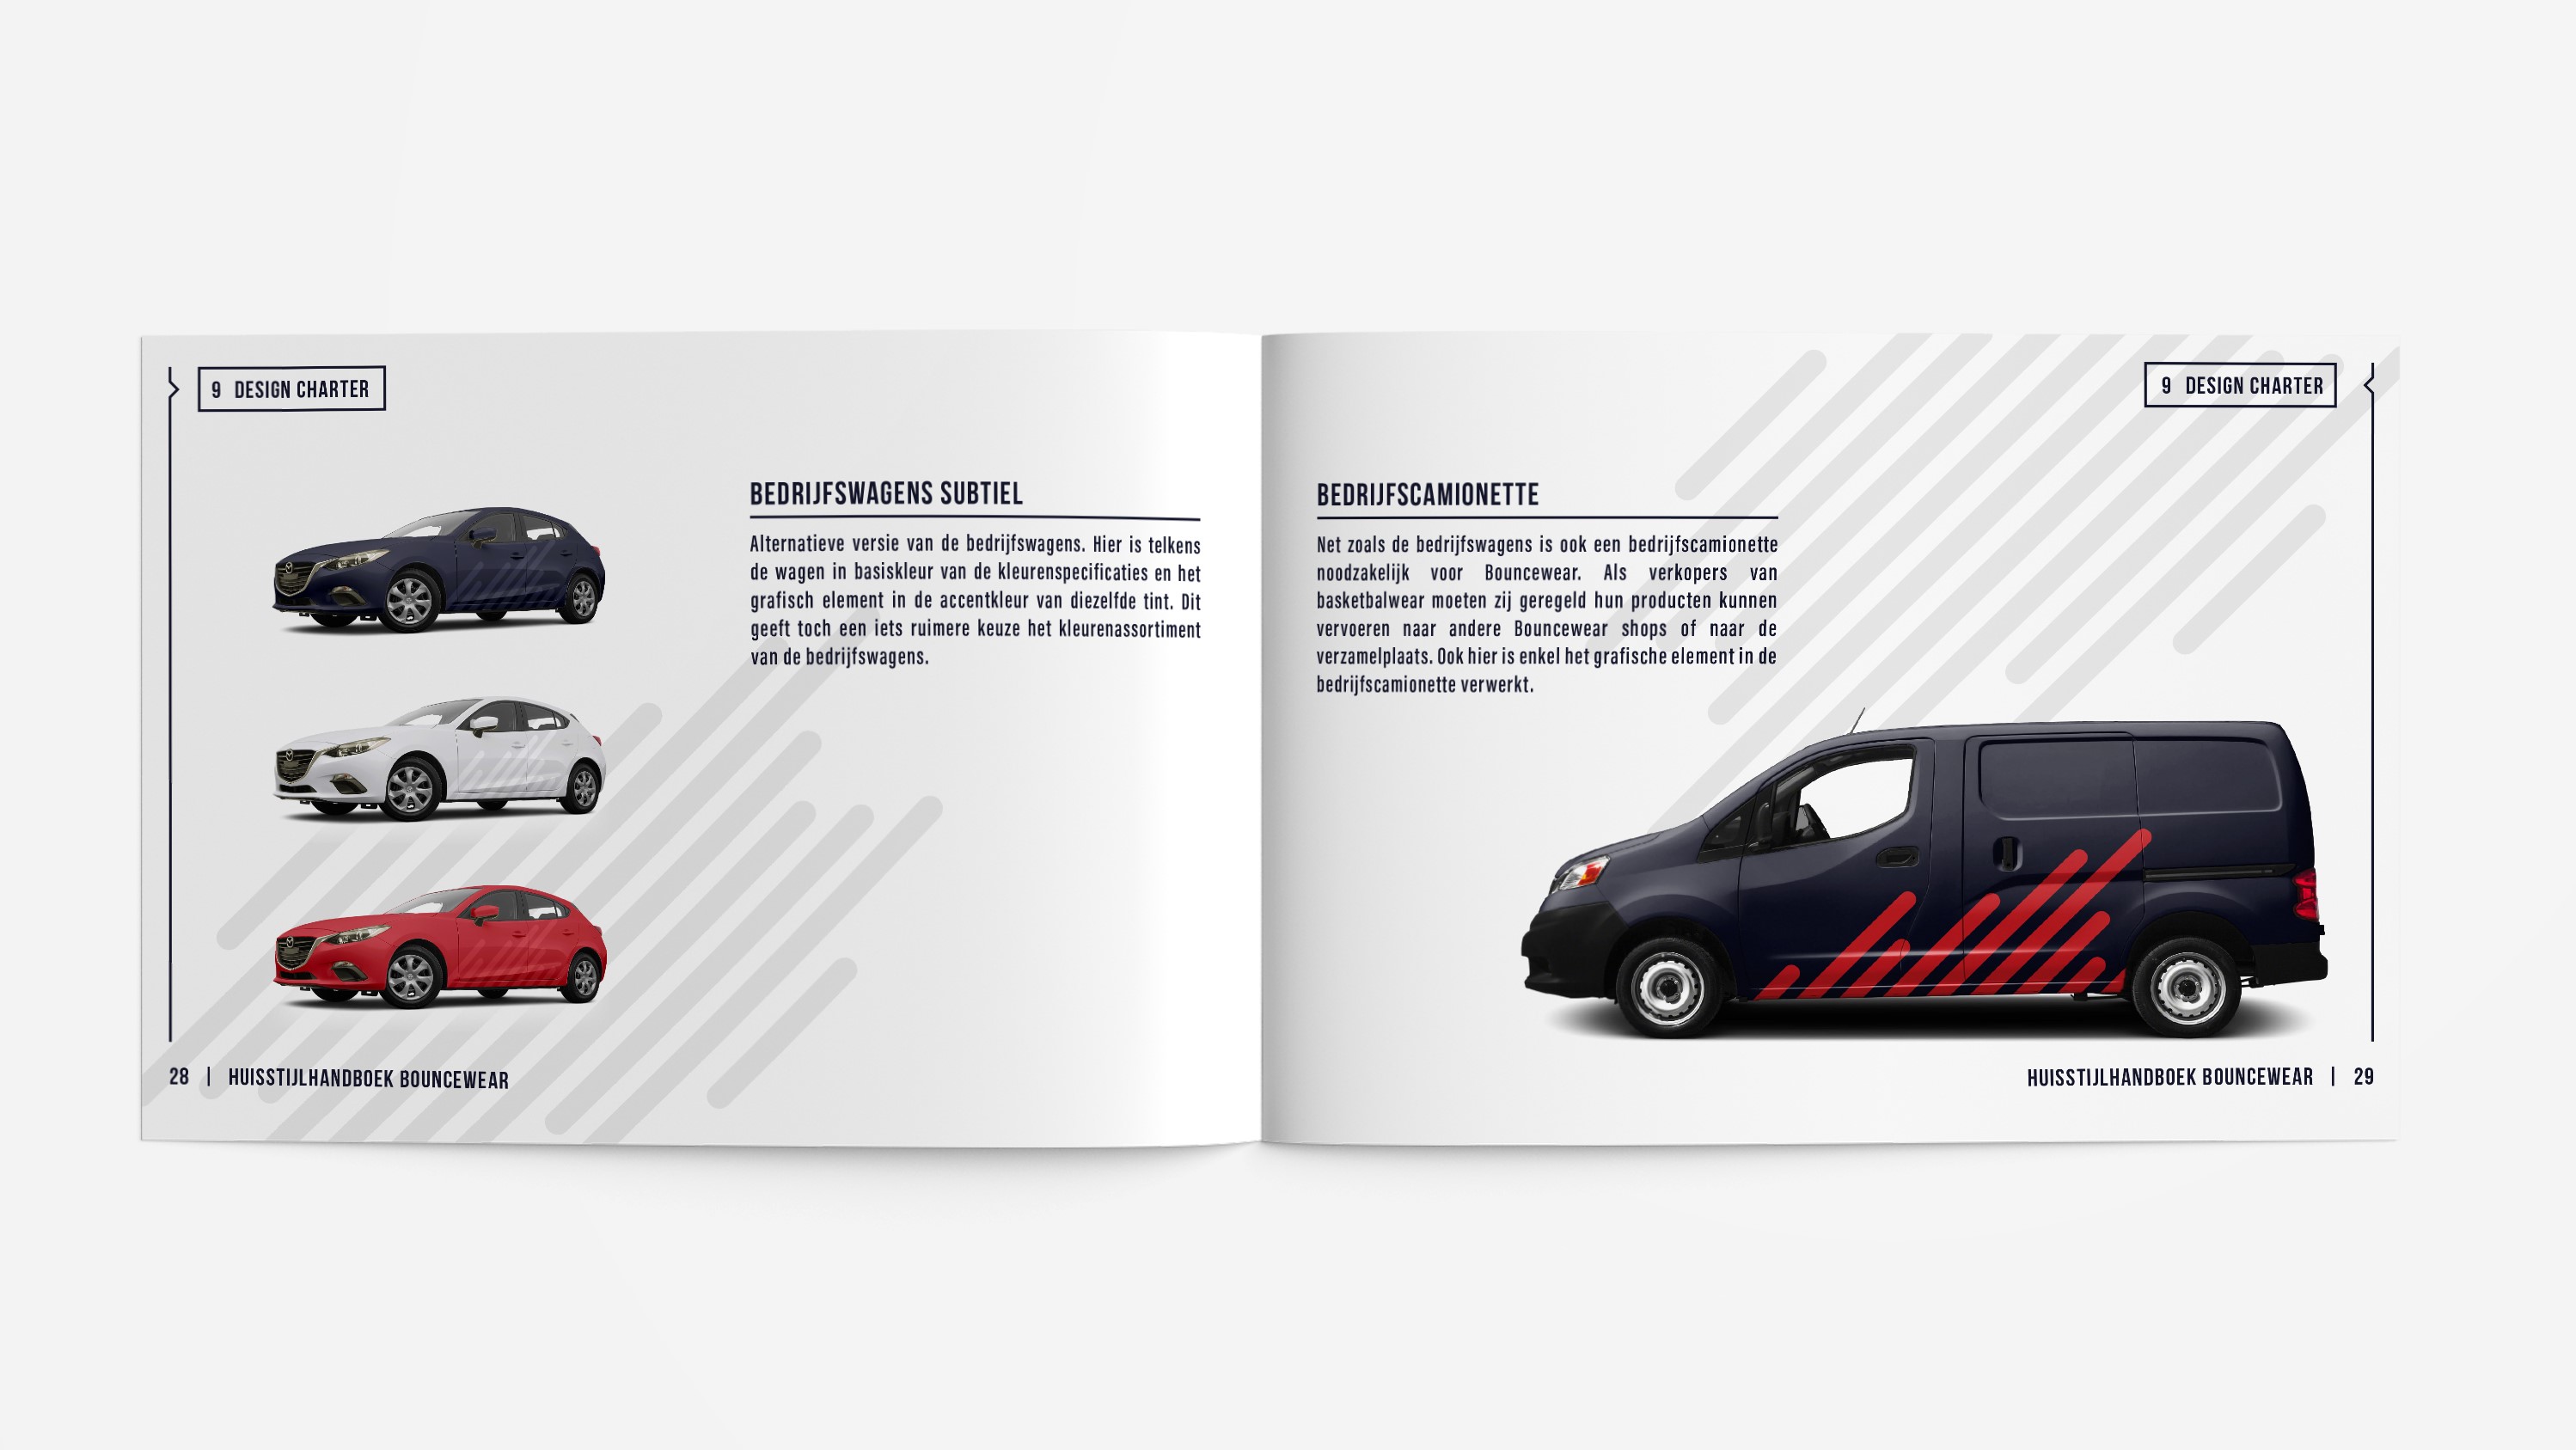 9 DESIGN CHARTER
BEDRIJFSWAGENS SUBTIEL
Alternatieve versie van de bedrijfswagens. Hier is telkens
de wagen in basiskleur van de kleurenspecificaties en het
grafisch element in de accentkleur van diezelfde tint. Dit
geeft toch een iets ruimere keuze het kleurenassortiment
van de bedrijfswagens.
28 | HUISSTIJLHANDBOEK BOUNCEWEAR
9 DESIGN CHARTER
BEDRIJFSCAMIONETTE
Net zoals de bedrijfswagens is ook een bedrijfscamionette
noodzakelijk voor Bouncewear. Als verkopers van
basketbalwear moeten zij geregeld hun producten kunnen
vervoeren naar andere Bouncewear shops of naar de
verzamelplaats. Ook hier is enkel het grafische element in de
bedrijfscamionette verwerkt.
HUISSTIJLHANDBOEK BOUNCEWEAR | 29